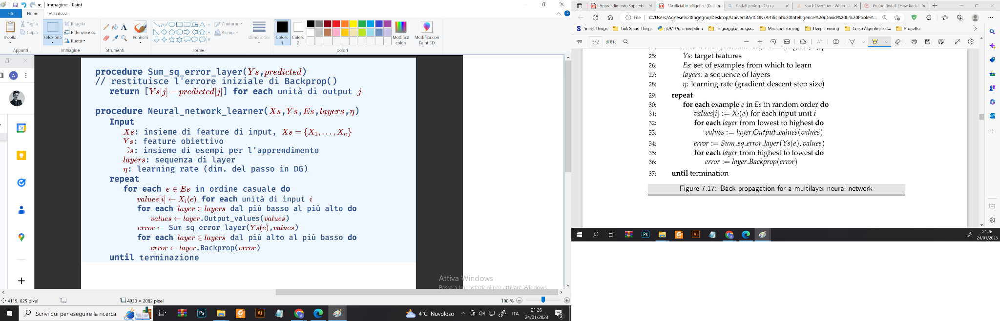 Immagine - Paint
File
Home
Visualizza
Incolla
Taglia
Copia
Appunti
Seleziona
Ritaglia
Ridimensiona
Ruota
Immagine
Strumenti
Pennelli
Forme
Contorno
Riempi
Dimensioni
Colore 1
Colore 2
Modifica colori
Modifica con Paint 3D
Colori
A
31
procedure Sum_sq_error_layer(Ys,predicted)
// restituisce l'errore iniziale di Backprop()
return [Ys[j] − predicted[j]] for each unità di output j
procedure Neural_network_learner(Xs,Ys,Es,layers,η)
Input
Xs: insieme di feature di input, Xs = {X₁, . . . , Xₙ}
Ys: feature obiettivo
s: insieme di esempi per l'apprendimento
layers: sequenza di layer
η: learning rate (dim. del passo in DG)
repeat
for each e ∈ Es in ordine casuale do
values[i] ← Xᵢ(e) for each unità di input i
for each layer ∈ layers dal più basso al più alto do
values ← layer.Output_values(values)
error ← Sum_sq_error_layer(Ys(e),values)
for each layer ∈ layers dal più alto al più basso do
error ← layer.Backprop(error)
until terminazione
Attiva Windows
Passa a Impostazioni per attivare Windows.
4119, 625 pixel
4930 × 2082 pixel
100 %
Scrivi qui per eseguire la ricerca
Ps
Ai
4°C Nuvoloso
ITA
21:26
24/01/2023
2
Apprendimento Supervisi
*Artificial Intelligence (Dav
findall prolog - Cerca
Stack Overflow - Where D
Prolog findall | How findal
File
C:/Users/Agnese%20Ingegno/Desktop/Università/ICON/Artificial%20Intelligence%20(David%20L.%20Poole%...
Smart Things
Link Smart Things
3.9.1 Documentation
Linguaggi di progra...
Machine Learning
Deep Learning
Corso Algoritmi e st...
Progetto
342
di 818
25: Ys: target features
26: Es: set of examples from which to learn
27: layers: a sequence of layers
28: η: learning rate (gradient descent step size)
29: repeat
30: for each example e in Es in random order do
31: values[i] := Xᵢ(e) for each input unit i
32: for each layer from lowest to highest do
33: values := layer.Output_values(values)
34: error := Sum_sq_error_layer(Ys(e), values)
35: for each layer from highest to lowest do
36: error := layer.Backprop(error)
37: until termination
Figure 7.17: Back-propagation for a multilayer neural network
Ps
Ai
21:26
24/01/2023